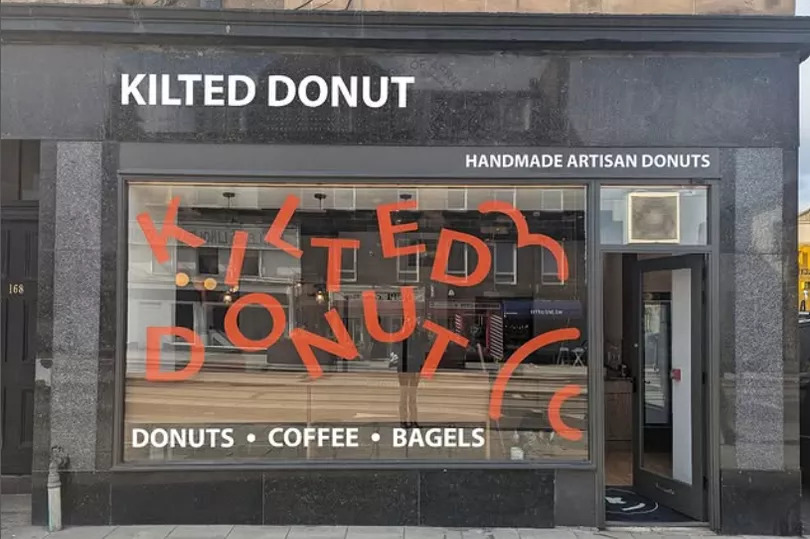 KILTED DONUT
HANDMADE ARTISAN DONUTS
KILTED
DONUT
DONUTS • COFFEE • BAGELS
168